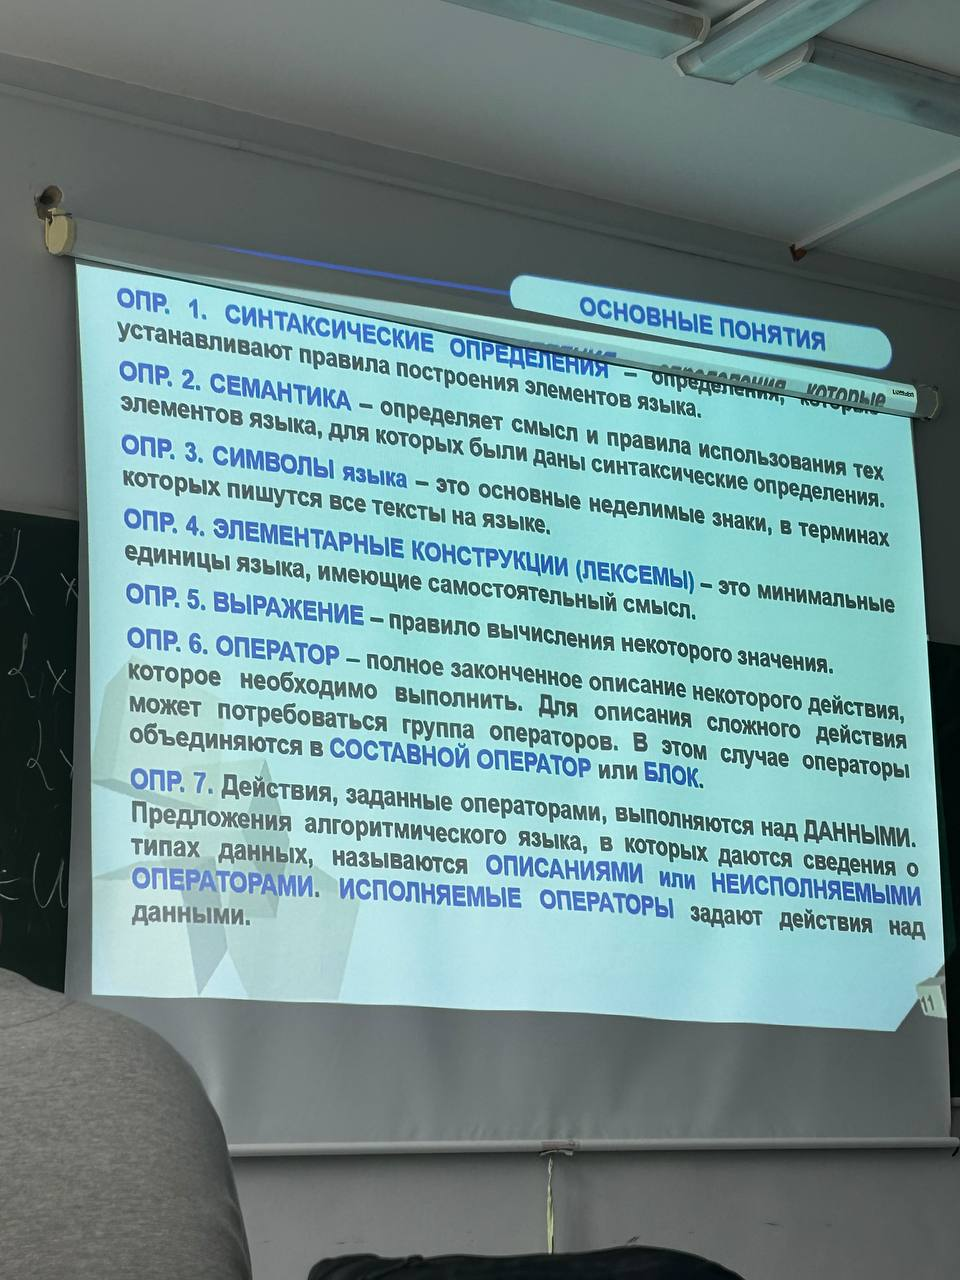 ОСНОВНЫЕ ПОНЯТИЯ
ОПР. 1. СИНТАКСИЧЕСКИЕ ОПРЕДЕЛЕНИЯ – определения, которые
устанавливают правила построения элементов языка.
ОПР. 2. СЕМАНТИКА – определяет смысл и правила использования тех
элементов языка, для которых были даны синтаксические определения.
ОПР. 3. СИМВОЛЫ языка – это основные неделимые знаки, в терминах
которых пишутся все тексты на языке.
ОПР. 4. ЭЛЕМЕНТАРНЫЕ КОНСТРУКЦИИ (ЛЕКСЕМЫ) – это минимальные
единицы языка, имеющие самостоятельный смысл.
ОПР. 5. ВЫРАЖЕНИЕ – правило вычисления некоторого значения.
ОПР. 6. ОПЕРАТОР – полное законченное описание некоторого действия,
которое необходимо выполнить. Для описания сложного действия
может потребоваться группа операторов. В этом случае операторы
объединяются в СОСТАВНОЙ ОПЕРАТОР или БЛОК.
ОПР. 7. Действия, заданные операторами, выполняются над ДАННЫМИ.
Предложения алгоритмического языка, в которых даются сведения о
типах данных, называются ОПИСАНИЯМИ или НЕИСПОЛНЯЕМЫМИ
ОПЕРАТОРАМИ. ИСПОЛНЯЕМЫЕ ОПЕРАТОРЫ задают действия над
данными.
11